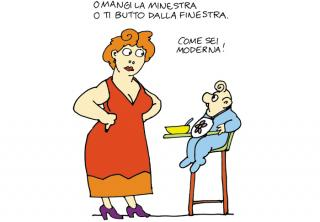 O MANGI LA MINESTRA
O TI BUTTO DALLA FINESTRA.
COME SEI
MODERNA!